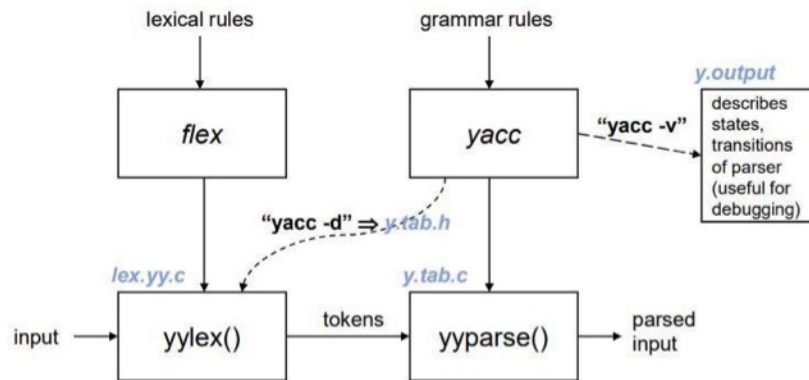 lexical rules
grammar rules
y.output
flex
yacc
“yacc -v”
describes
states,
transitions
of parser
(useful for
debugging)
“yacc -d” ⇒ y.tab.h
lex.yy.c
y.tab.c
input
yylex()
tokens
yyparse()
parsed
input